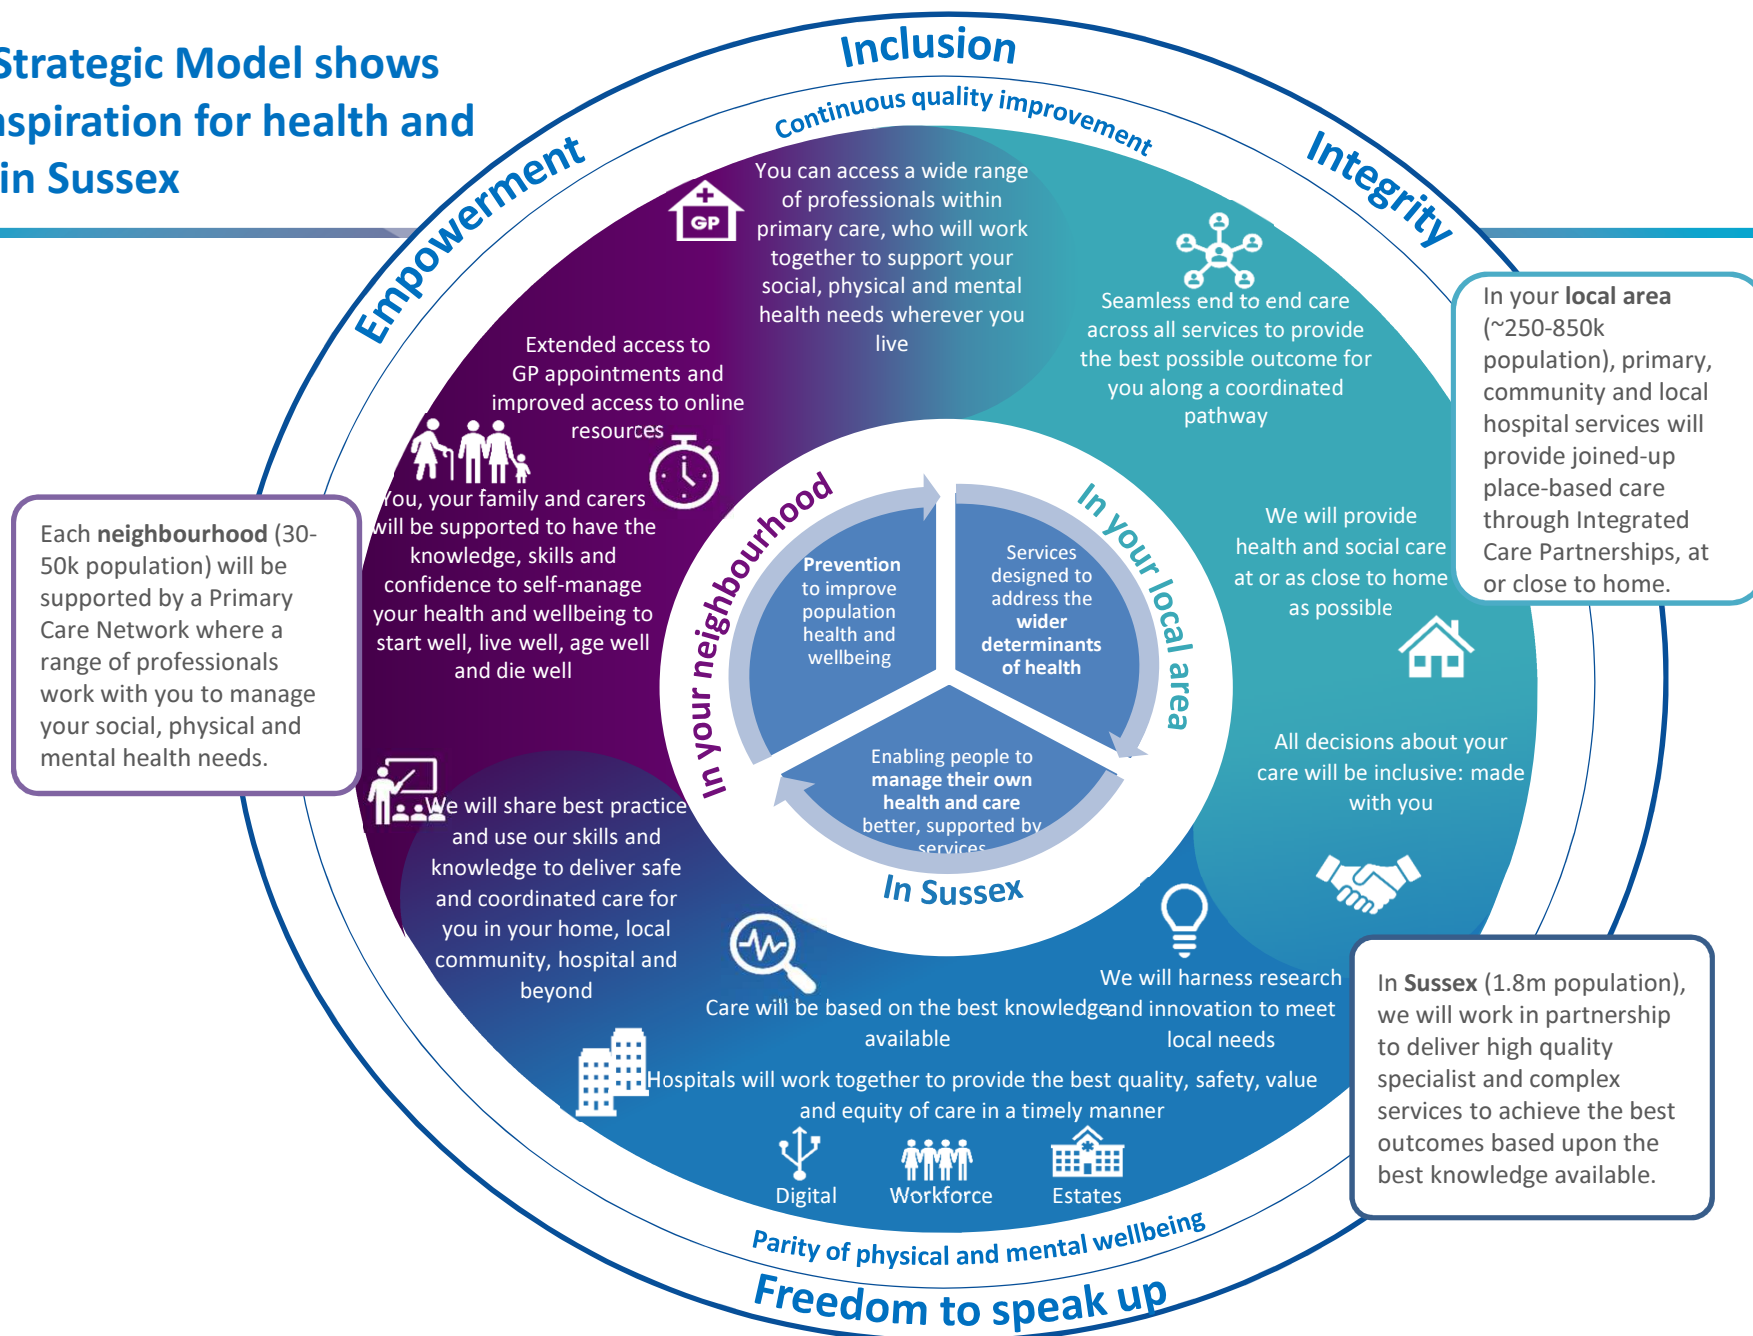 Strategic Model shows
nspiration for health and
in Sussex
Inclusion
Empowerment
Integrity
Continuous quality improvement
GP
You can access a wide range
of professionals within
primary care, who will work
together to support your
social, physical and mental
health needs wherever you
live
Seamless end to end care
across all services to provide
the best possible outcome for
you along a coordinated
pathway
In your local area
(~250-850k
population), primary,
community and local
hospital services will
provide joined-up
place-based care
through Integrated
Care Partnerships, at
or close to home.
Extended access to
GP appointments and
improved access to online
resources
You, your family and carers
will be supported to have the
knowledge, skills and
confidence to self-manage
your health and wellbeing to
start well, live well, age well
and die well
Each neighbourhood (30-
50k population) will be
supported by a Primary
Care Network where a
range of professionals
work with you to manage
your social, physical and
mental health needs.
In your neighbourhood
In your local area
In Sussex
Prevention
to improve
population
health and
wellbeing
Services
designed to
address the
wider
determinants
of health
Enabling people to
manage their own
health and care
better, supported by
services
We will provide
health and social care
at or as close to home
as possible
All decisions about your
care will be inclusive: made
with you
We will share best practice
and use our skills and
knowledge to deliver safe
and coordinated care for
you in your home, local
community, hospital and
beyond
Care will be based on the best knowledge
available
We will harness research
and innovation to meet
local needs
Hospitals will work together to provide the best quality, safety, value
and equity of care in a timely manner
Digital
Workforce
Estates
In Sussex (1.8m population),
we will work in partnership
to deliver high quality
specialist and complex
services to achieve the best
outcomes based upon the
best knowledge available.
Parity of physical and mental wellbeing
Freedom to speak up